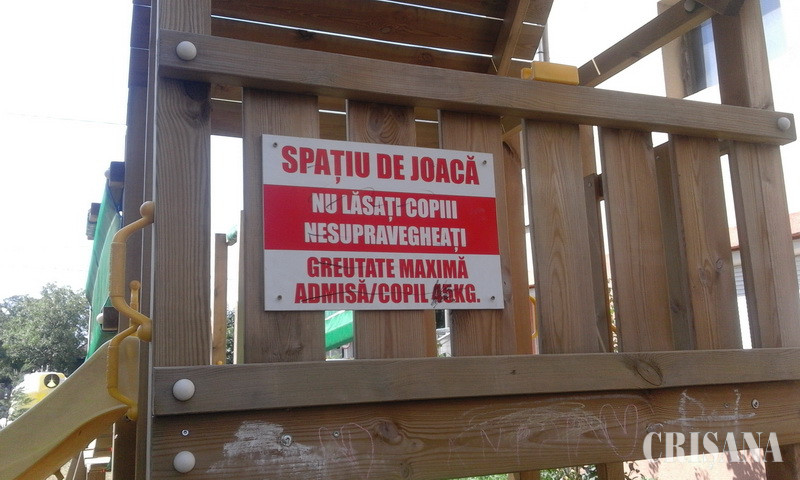 SPAȚIU DE JOACĂ
NU LĂSAȚI COPIII
NESUPRAVEGHEAȚI
GREUTATE MAXIMĂ
ADMISĂ/COPIL 45KG.
CRISANA